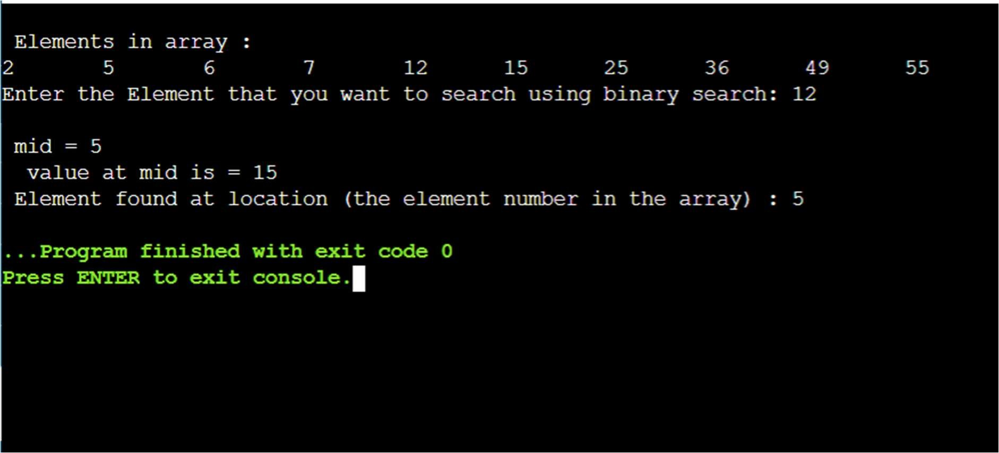 Elements in array :
2 5 6 7 12 15 25 36 49 55
Enter the Element that you want to search using binary search: 12
mid = 5
value at mid is = 15
Element found at location (the element number in the array) : 5
...Program finished with exit code 0
Press ENTER to exit console.